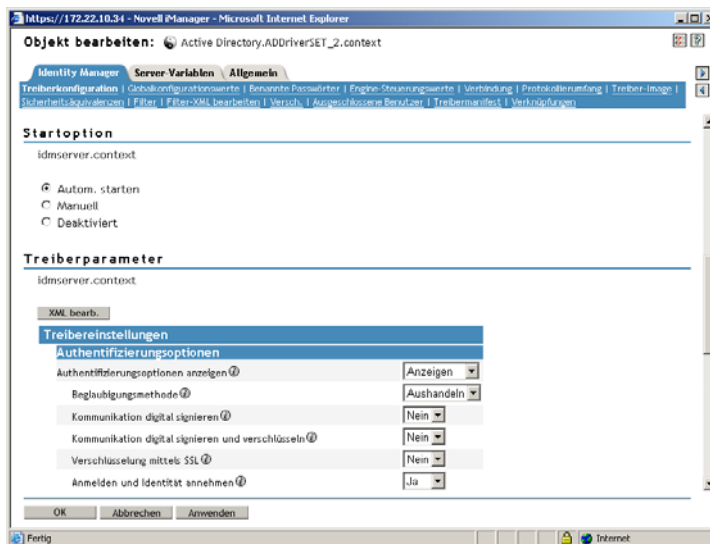 https://172.22.10.34 - Novell iManager - Microsoft Internet Explorer
Objekt bearbeiten: Active Directory.ADDriverSET_2.context
Identity Manager Server-Variablen Allgemein
Treiberkonfiguration | Globalkonfigurationswerte | Benannte Passwörter | Engine-Steuerungswerte | Verbindung | Protokollierumfang | Treiber-Image |
Sicherheitsäquivalenzen | Filter | Filter-XML bearbeiten | Versch. | Ausgeschlossene Benutzer | Treibermanifest | Verknüpfungen
Startoption
idmserver.context
Autom. starten
Manuell
Deaktiviert
Treiberparameter
idmserver.context
XML bearb.
Treibereinstellungen
Authentifizierungsoptionen
Authentifizierungsoptionen anzeigen Anzeigen
Beglaubigungsmethode Aushandeln
Kommunikation digital signieren Nein
Kommunikation digital signieren und verschlüsseln Nein
Verschlüsselung mittels SSL Nein
Anmelden und Identität annehmen Ja
OK Abbrechen Anwenden
Fertig Internet